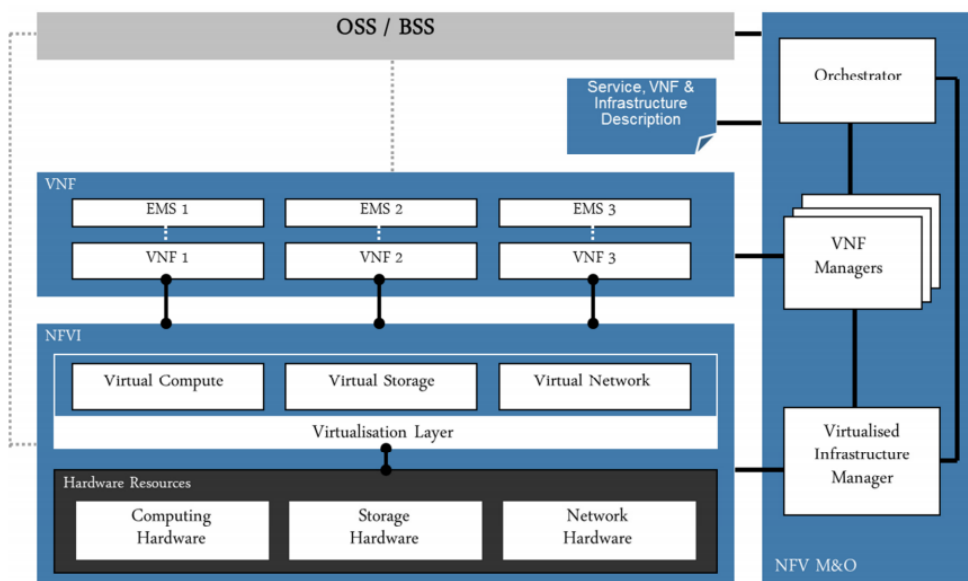 OSS / BSS
Orchestrator
Service, VNF &
Infrastructure
Description
VNF
EMS 1
EMS 2
EMS 3
VNF 1
VNF 2
VNF 3
VNF
Managers
NFVI
Virtual Compute
Virtual Storage
Virtual Network
Virtualisation Layer
Virtualised
Infrastructure
Manager
Hardware Resources
Computing
Hardware
Storage
Hardware
Network
Hardware
NFV M&O